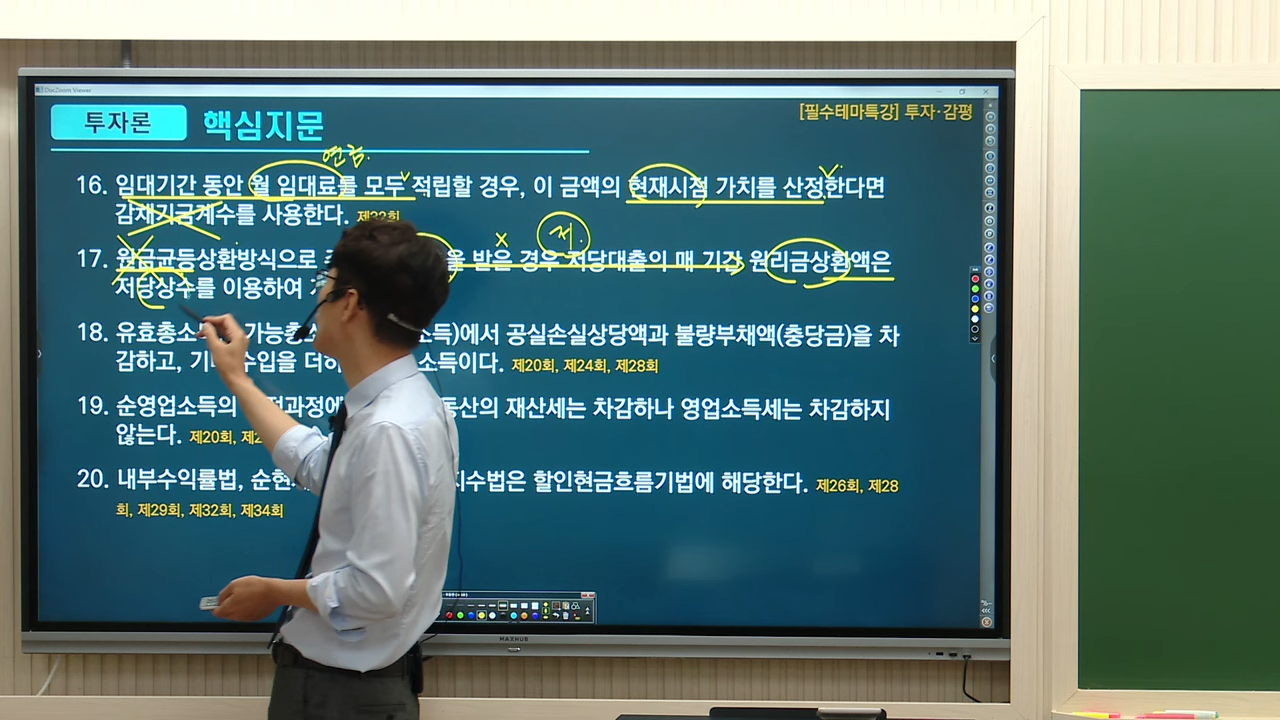 DocZoom Viewer
투자론 핵심지문
[필수테마특강] 투자·감평
연금.
16. 임대기간 동안 월 임대료를 모두 적립할 경우, 이 금액의 현재시점 가치를 산정한다면
감채기금계수를 사용한다. 제32회
저.
17. 원금균등상환방식으로 을 받은 경우 저당대출의 매 기간 원리금상환액은
저당상수를 이용하여
18. 유효총소 가능총 소득)에서 공실손실상당액과 불량부채액(충당금)을 차
감하고, 기 수입을 더하 소득이다. 제20회, 제24회, 제28회
19. 순영업소득의 과정에 동산의 재산세는 차감하나 영업소득세는 차감하지
않는다. 제20회,
20. 내부수익률법, 순현 지수법은 할인현금흐름기법에 해당한다. 제26회, 제28
회, 제29회, 제32회, 제34회
MAXHUB